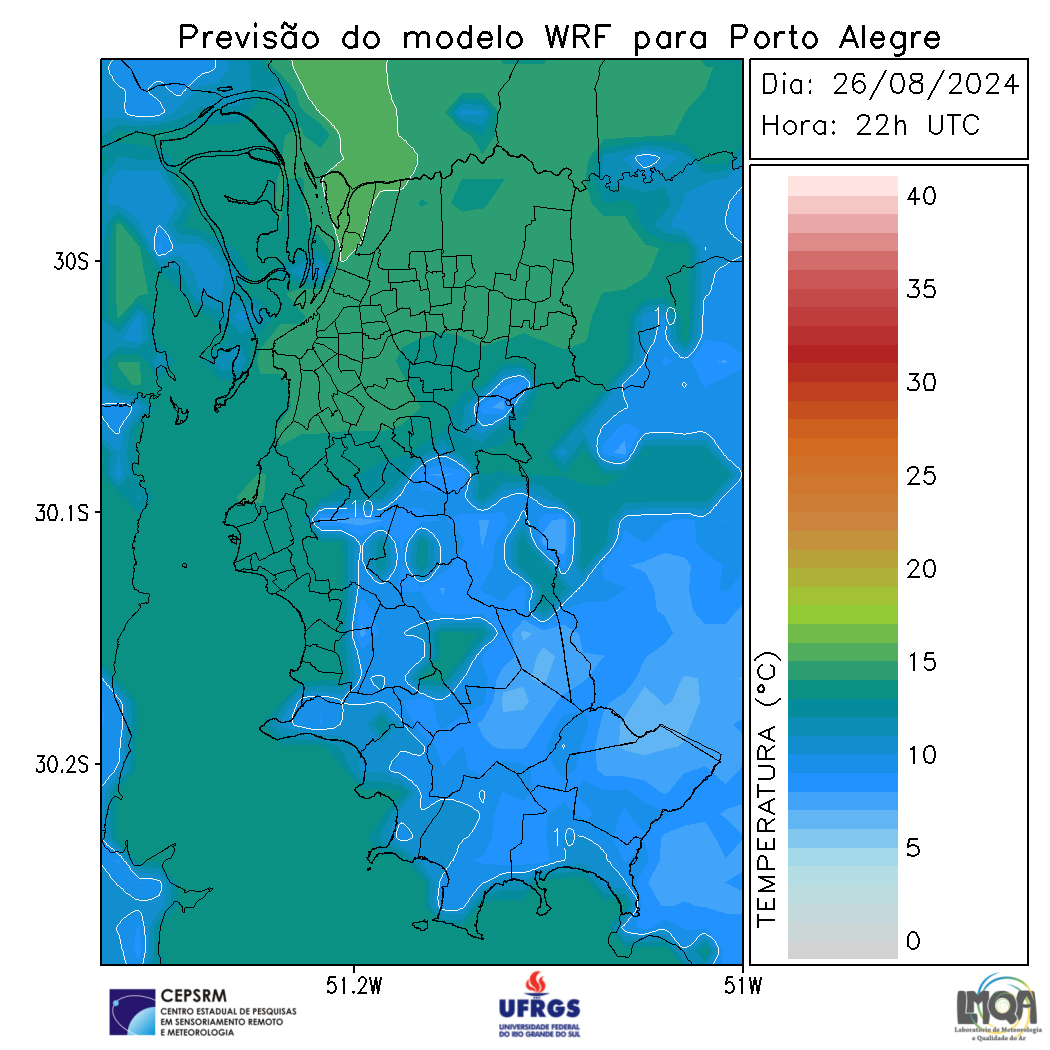 Previsão do modelo WRF para Porto Alegre
Dia: 26/08/2024
Hora: 22h UTC
30S
30.1S
30.2S
51.2W
51W
10
10
10
TEMPERATURA (°C)
40
35
30
25
20
15
10
5
0
CEPSRM
CENTRO ESTADUAL DE PESQUISAS
EM SENSORIAMENTO REMOTO
E METEOROLOGIA
UFRGS
UNIVERSIDADE FEDERAL
DO RIO GRANDE DO SUL
LMQA
Laboratório de Meteorologia
e Qualidade do Ar